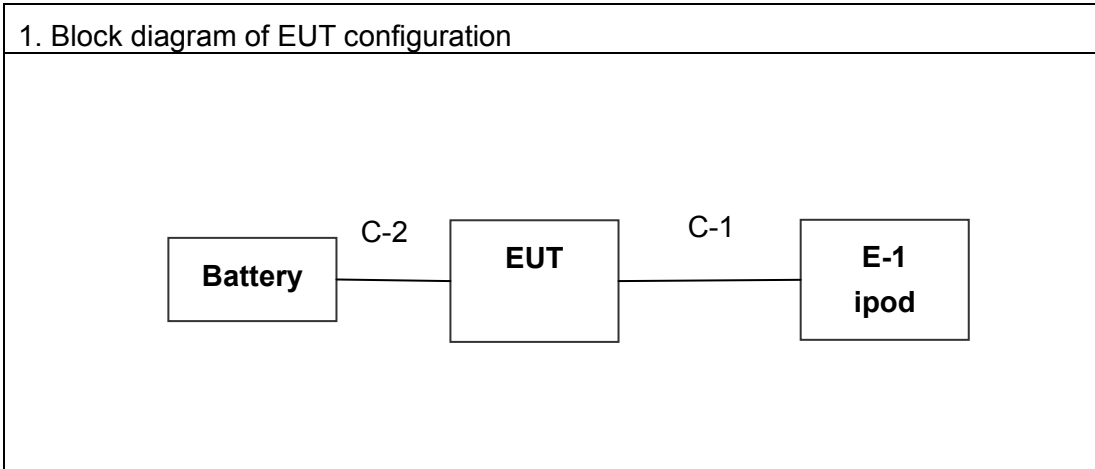 1. Block diagram of EUT configuration
C-2
C-1
Battery
EUT
E-1
ipod